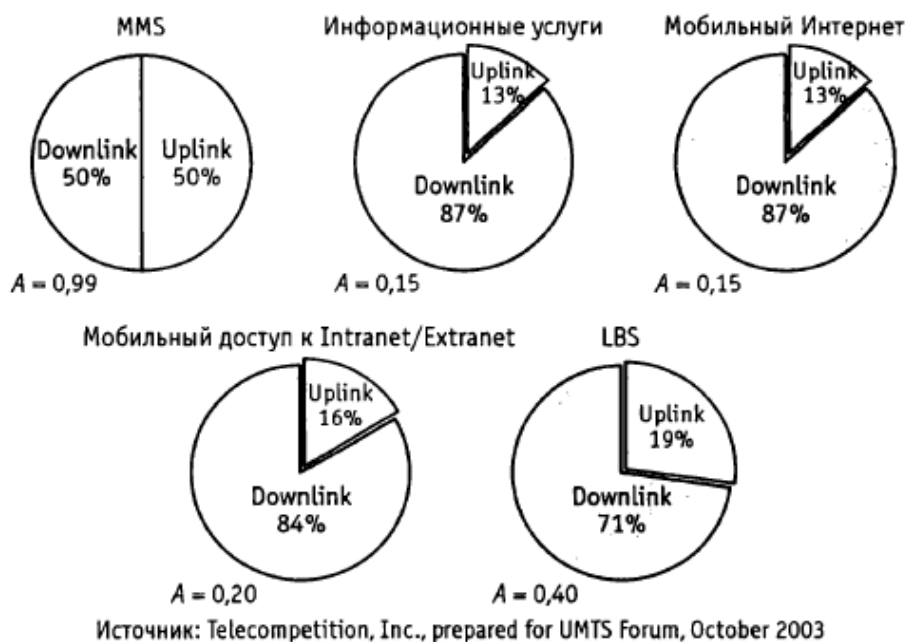 MMS
Downlink
50%
Uplink
50%
A = 0,99
Информационные услуги
Uplink
13%
Downlink
87%
A = 0,15
Мобильный Интернет
Uplink
13%
Downlink
87%
A = 0,15
Мобильный доступ к Intranet/Extranet
Uplink
16%
Downlink
84%
A = 0,20
LBS
Uplink
19%
Downlink
71%
A = 0,40
Источник: Telecompetition, Inc., prepared for UMTS Forum, October 2003